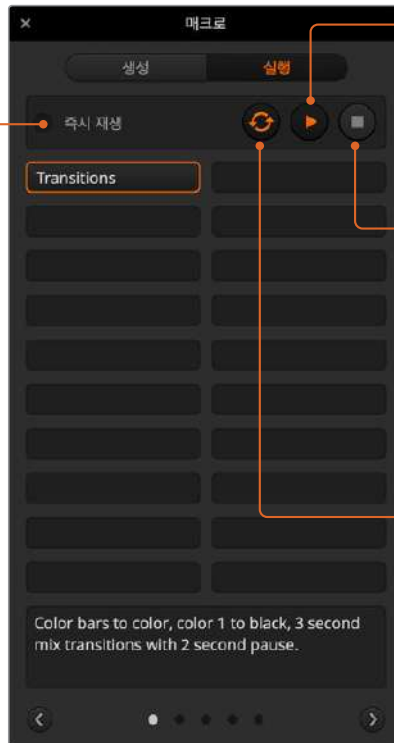 매크로
생성
실행
즉시 재생
Transitions
Color bars to color, color 1 to black, 3 second
mix transitions with 2 second pause.